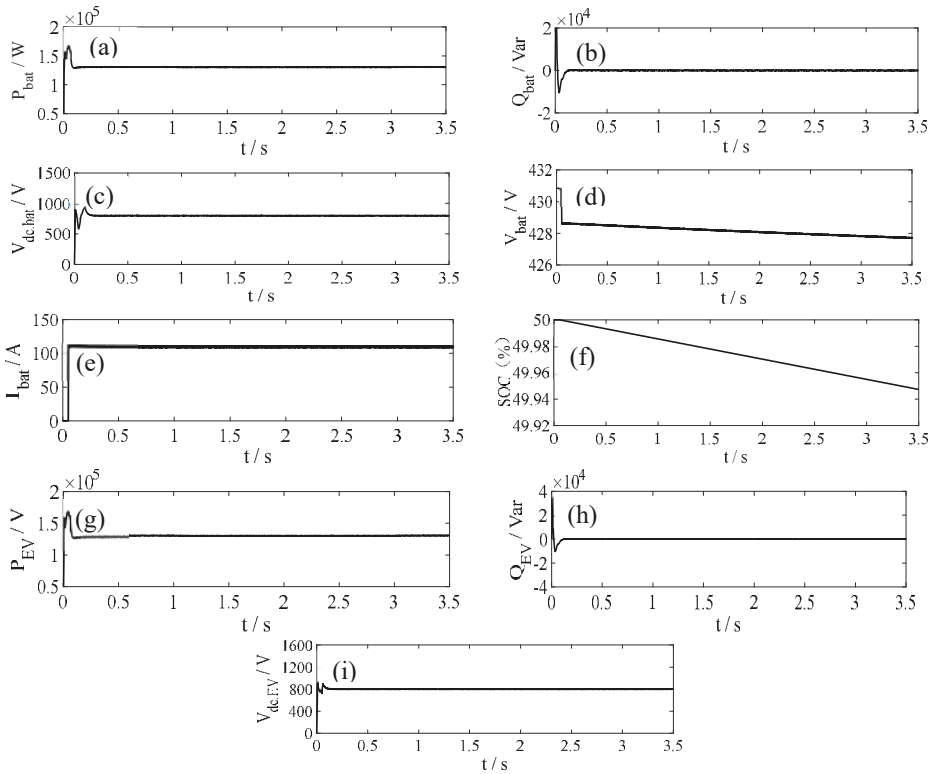 ×10⁵
2
1.5
1
0.5
P_bat / W
(a)
0 0.5 1 1.5 2 2.5 3 3.5
t / s
×10⁴
2
0
-2
Q_bat / Var
(b)
0 0.5 1 1.5 2 2.5 3 3.5
t / s
1500
1000
500
0
V_dc.bat / V
(c)
0 0.5 1 1.5 2 2.5 3 3.5
t / s
432
430
428
426
V_bat / V
(d)
0 0.5 1 1.5 2 2.5 3 3.5
t / s
150
100
50
0
I_bat / A
(e)
0 0.5 1 1.5 2 2.5 3 3.5
t / s
50
49.98
49.96
49.94
49.92
SOC (%)
(f)
0 0.5 1 1.5 2 2.5 3 3.5
t / s
×10⁵
2
1.5
1
0.5
P_EV / V
(g)
0 0.5 1 1.5 2 2.5 3 3.5
t / s
×10⁴
4
2
0
-2
-4
Q_EV / Var
(h)
0 0.5 1 1.5 2 2.5 3 3.5
t / s
1600
1200
800
400
0
V_dc.EV / V
(i)
0 0.5 1 1.5 2 2.5 3 3.5
t / s